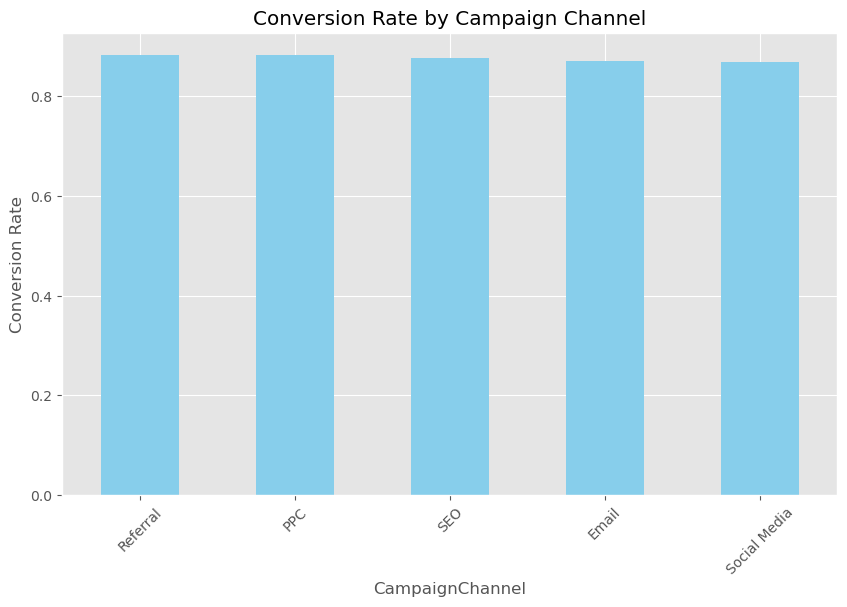 Conversion Rate by Campaign Channel
Conversion Rate
0.8
0.6
0.4
0.2
0.0
Referral
PPC
SEO
Email
Social Media
CampaignChannel